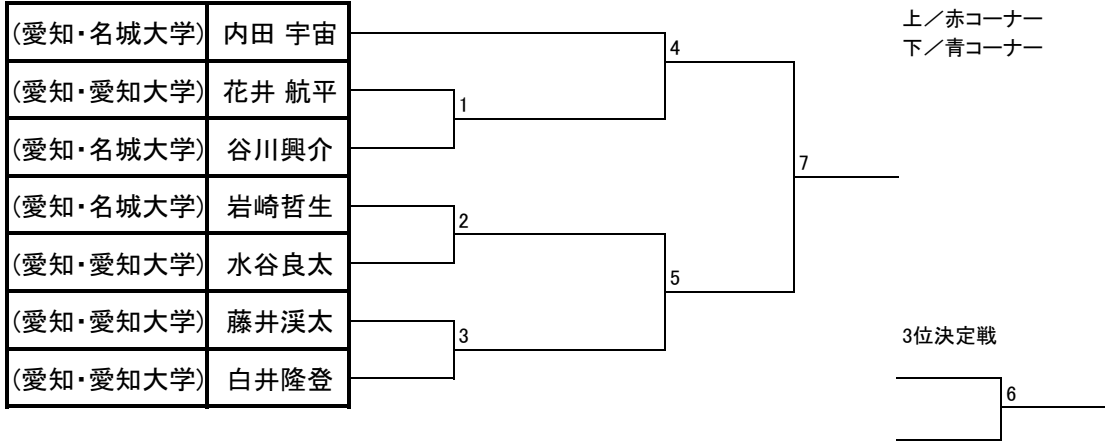 (愛知・名城大学) 内田 宇宙
(愛知・愛知大学) 花井 航平
(愛知・名城大学) 谷川興介
(愛知・名城大学) 岩崎哲生
(愛知・愛知大学) 水谷良太
(愛知・愛知大学) 藤井渓太
(愛知・愛知大学) 白井隆登
1
2
3
4
5
7
上／赤コーナー
下／青コーナー
3位決定戦
6